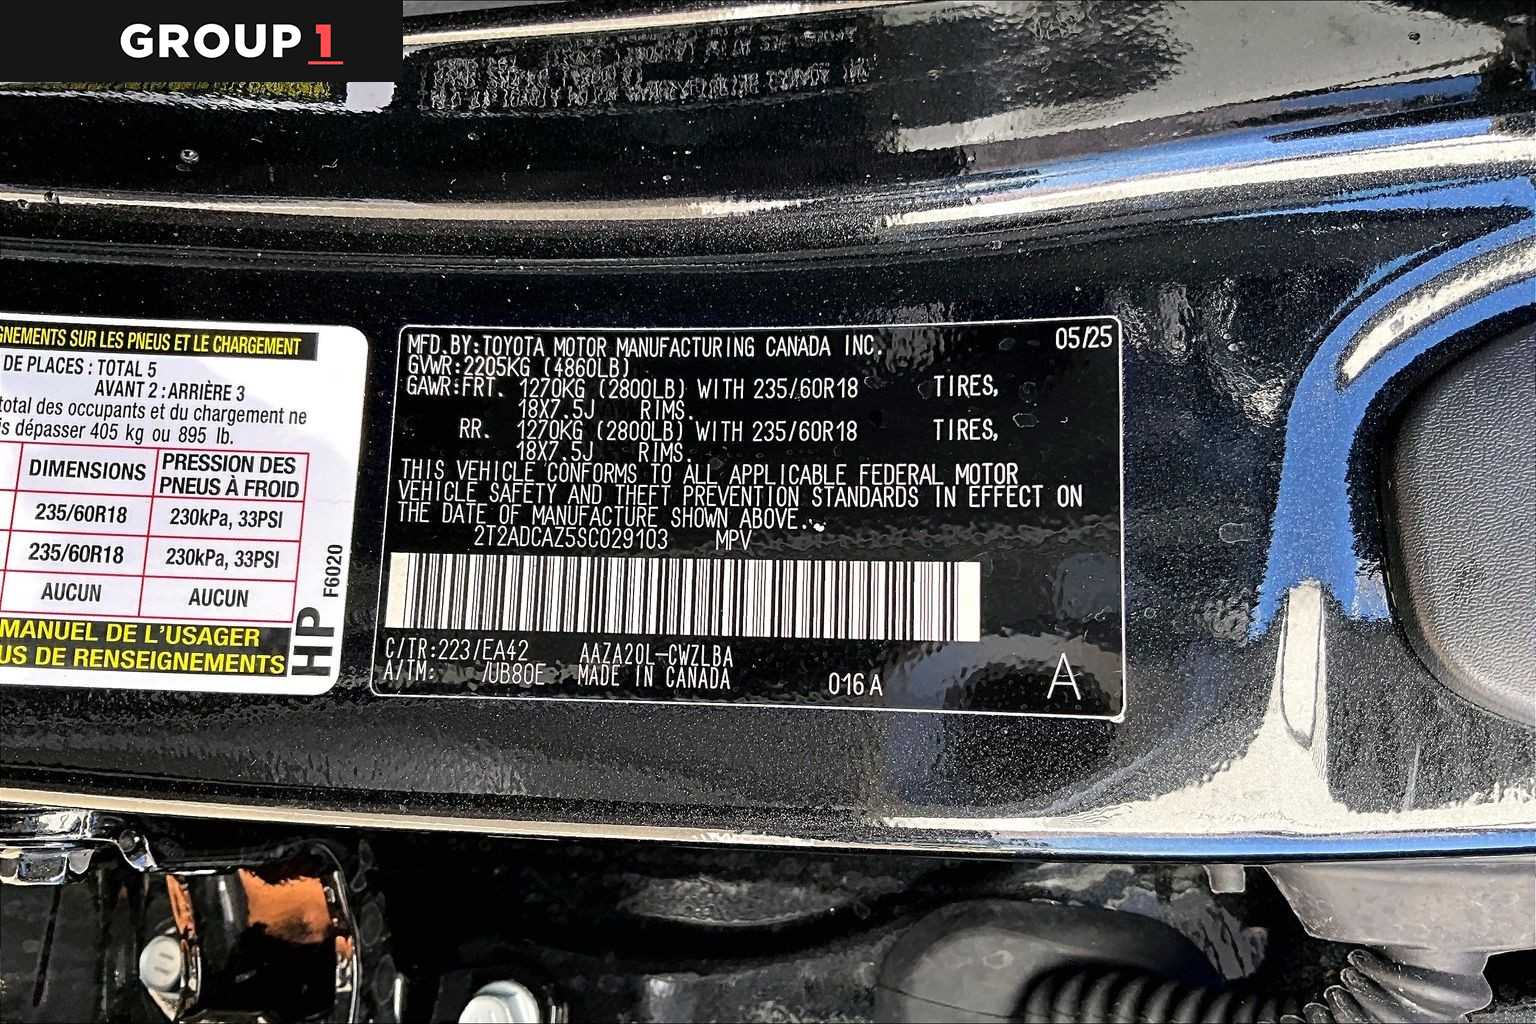 GROUP 1
GNEMENTS SUR LES PNEUS ET LE CHARGEMENT
DE PLACES : TOTAL 5
AVANT 2 : ARRIÈRE 3
total des occupants et du chargement ne
is dépasser 405 kg ou 895 lb.
DIMENSIONS PRESSION DES PNEUS À FROID
235/60R18 230kPa, 33PSI
235/60R18 230kPa, 33PSI
AUCUN AUCUN
MANUEL DE L'USAGER
US DE RENSEIGNEMENTS
HP F6020
MFD.BY:TOYOTA MOTOR MANUFACTURING CANADA INC. 05/25
GVWR:2205KG (4860LB)
GAWR:FRT. 1270KG (2800LB) WITH 235/60R18 TIRES,
18X7.5J RIMS.
RR. 1270KG (2800LB) WITH 235/60R18 TIRES,
18X7.5J RIMS.
THIS VEHICLE CONFORMS TO ALL APPLICABLE FEDERAL MOTOR
VEHICLE SAFETY AND THEFT PREVENTION STANDARDS IN EFFECT ON
THE DATE OF MANUFACTURE SHOWN ABOVE.
2T2ADCAZ5SC029103 MPV
C/TR:223/EA42 AAZA20L-CWZLBA
A/TM: /UB80E MADE IN CANADA 016A A